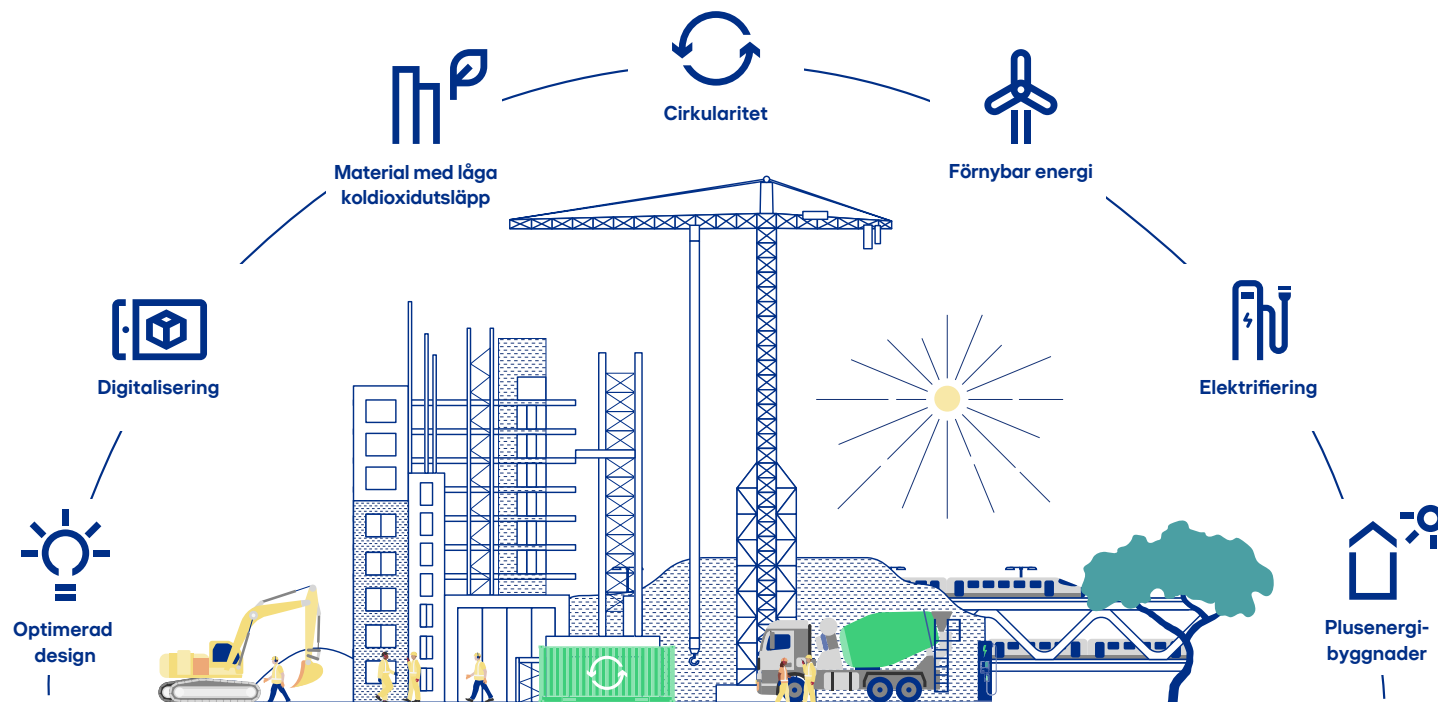 Cirkularitet
Material med låga
koldioxidutsläpp
Förnybar energi
Digitalisering
Elektrifiering
Optimerad
design
Plusenergi-
byggnader